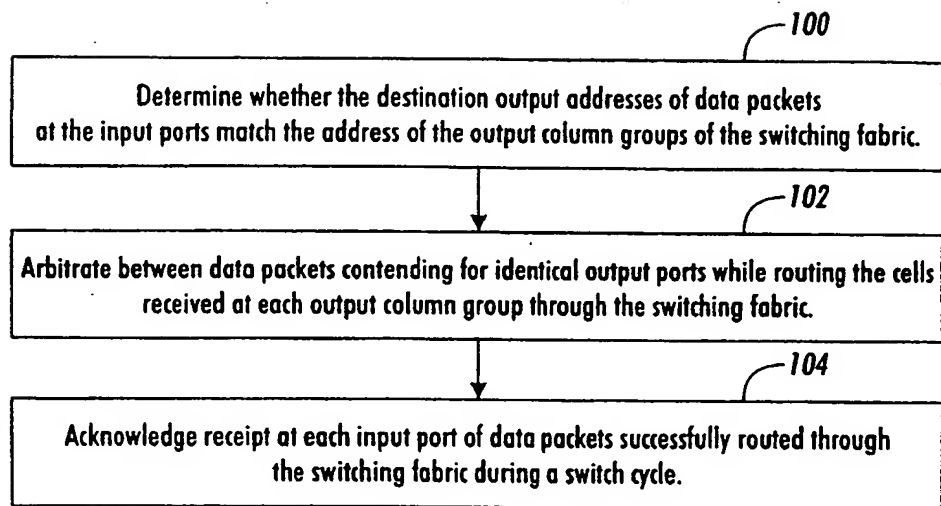 100
Determine whether the destination output addresses of data packets
at the input ports match the address of the output column groups of the switching fabric.
102
Arbitrate between data packets contending for identical output ports while routing the cells
received at each output column group through the switching fabric.
104
Acknowledge receipt at each input port of data packets successfully routed through
the switching fabric during a switch cycle.